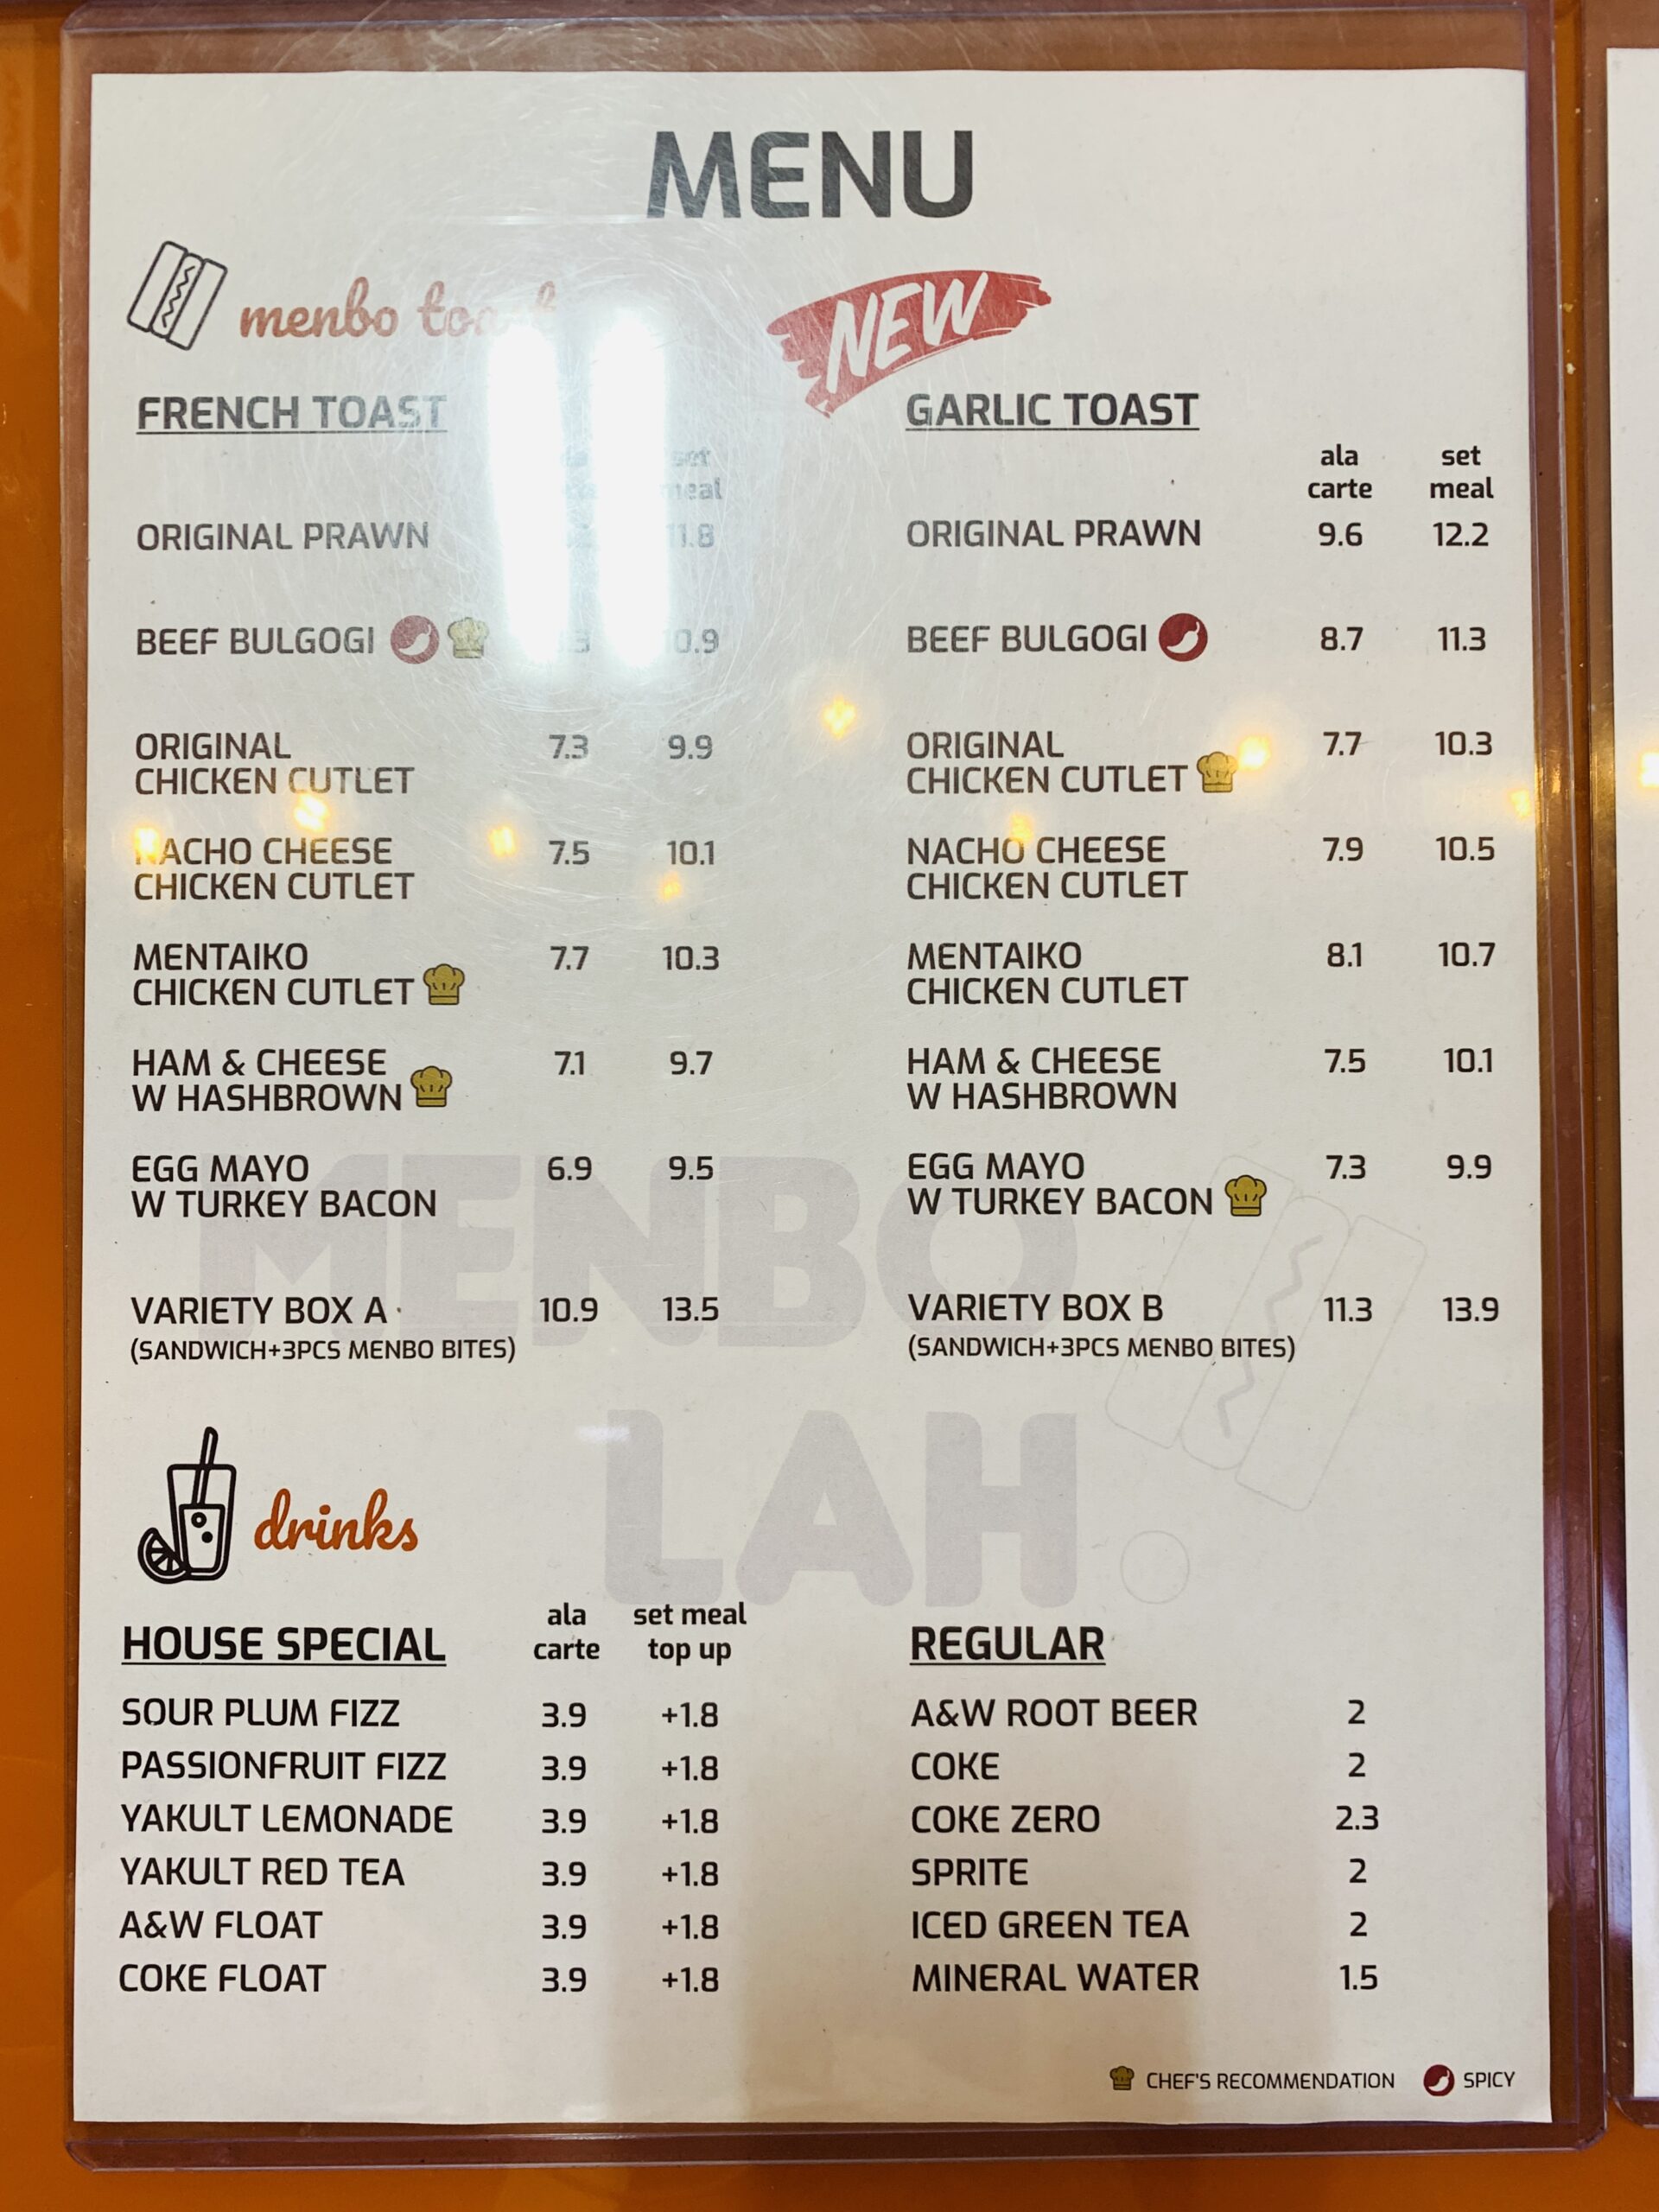 MENU
menbo toast
NEW
FRENCH TOAST
set
meal
ORIGINAL PRAWN 11.8
BEEF BULGOGI 10.9
ORIGINAL 7.3 9.9
CHICKEN CUTLET
NACHO CHEESE 7.5 10.1
CHICKEN CUTLET
MENTAIKO 7.7 10.3
CHICKEN CUTLET
HAM & CHEESE 7.1 9.7
W HASHBROWN
EGG MAYO 6.9 9.5
W TURKEY BACON
VARIETY BOX A 10.9 13.5
(SANDWICH+3PCS MENBO BITES)
GARLIC TOAST
ala set
carte meal
ORIGINAL PRAWN 9.6 12.2
BEEF BULGOGI 8.7 11.3
ORIGINAL 7.7 10.3
CHICKEN CUTLET
NACHO CHEESE 7.9 10.5
CHICKEN CUTLET
MENTAIKO 8.1 10.7
CHICKEN CUTLET
HAM & CHEESE 7.5 10.1
W HASHBROWN
EGG MAYO 7.3 9.9
W TURKEY BACON
VARIETY BOX B 11.3 13.9
(SANDWICH+3PCS MENBO BITES)
MENBO
LAH
drinks
ala set meal
HOUSE SPECIAL carte top up
SOUR PLUM FIZZ 3.9 +1.8
PASSIONFRUIT FIZZ 3.9 +1.8
YAKULT LEMONADE 3.9 +1.8
YAKULT RED TEA 3.9 +1.8
A&W FLOAT 3.9 +1.8
COKE FLOAT 3.9 +1.8
REGULAR
A&W ROOT BEER 2
COKE 2
COKE ZERO 2.3
SPRITE 2
ICED GREEN TEA 2
MINERAL WATER 1.5
CHEF'S RECOMMENDATION SPICY